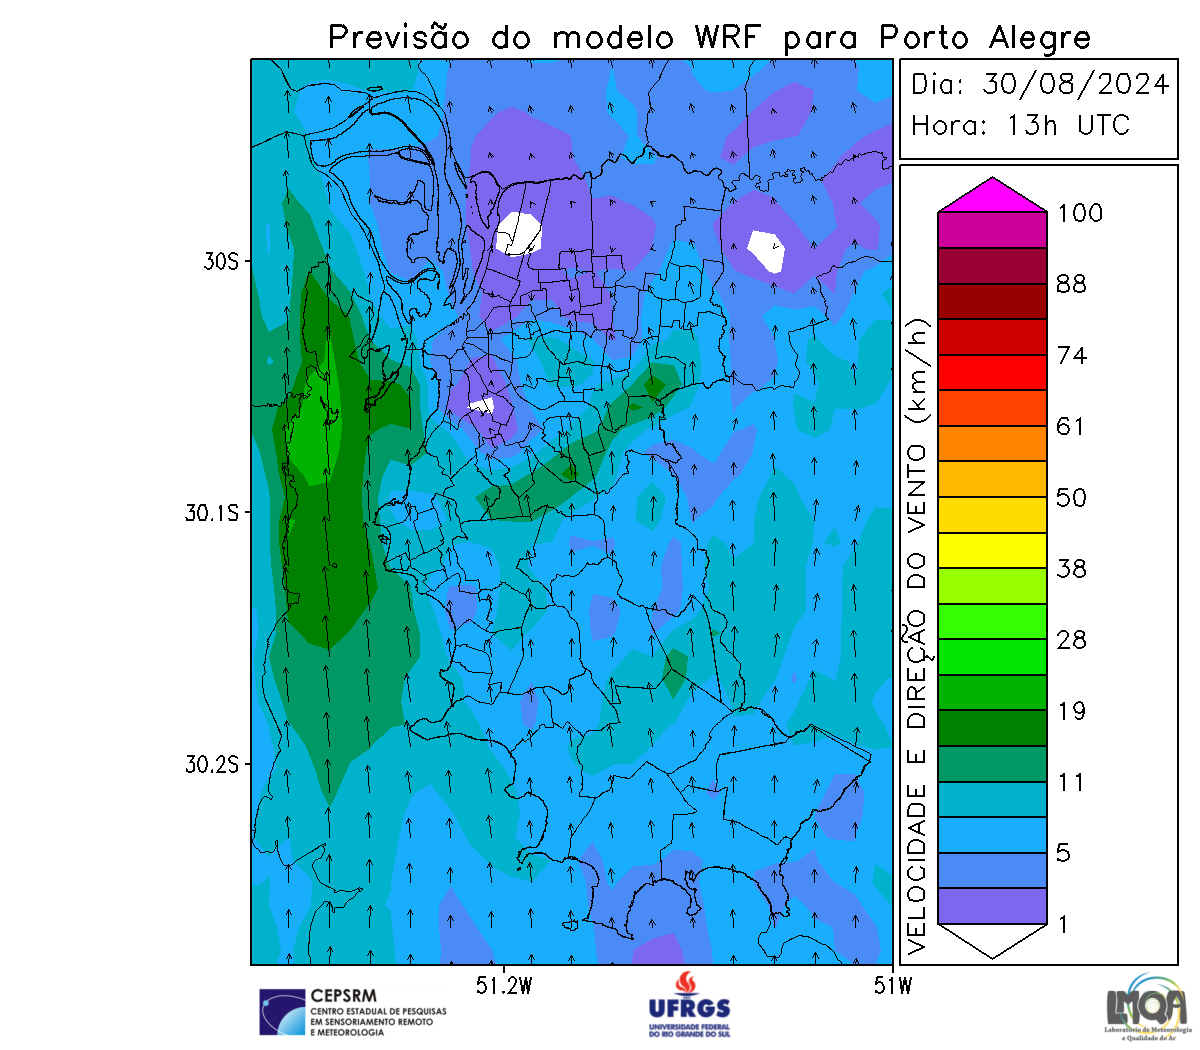 Previsão do modelo WRF para Porto Alegre
Dia: 30/08/2024
Hora: 13h UTC
30S
30.1S
30.2S
51.2W
51W
VELOCIDADE E DIREÇÃO DO VENTO (km/h)
100
88
74
61
50
38
28
19
11
5
1
CEPSRM
CENTRO ESTADUAL DE PESQUISAS
EM SENSORIAMENTO REMOTO
E METEOROLOGIA
UFRGS
UNIVERSIDADE FEDERAL
DO RIO GRANDE DO SUL
LMQA
Laboratório de Meteorologia
e Qualidade do Ar